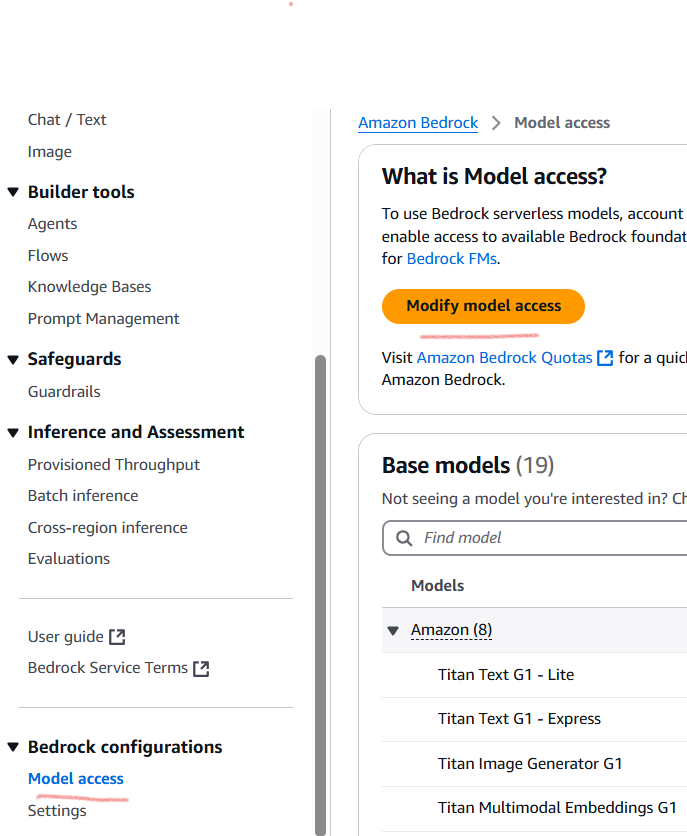 Chat / Text
Image
Builder tools
Agents
Flows
Knowledge Bases
Prompt Management
Safeguards
Guardrails
Inference and Assessment
Provisioned Throughput
Batch inference
Cross-region inference
Evaluations
User guide
Bedrock Service Terms
Bedrock configurations
Model access
Settings
Amazon Bedrock > Model access
What is Model access?
To use Bedrock serverless models, account
enable access to available Bedrock foundat
for Bedrock FMs.
Modify model access
Visit Amazon Bedrock Quotas for a quic
Amazon Bedrock.
Base models (19)
Not seeing a model you're interested in? Ch
Find model
Models
Amazon (8)
Titan Text G1 - Lite
Titan Text G1 - Express
Titan Image Generator G1
Titan Multimodal Embeddings G1